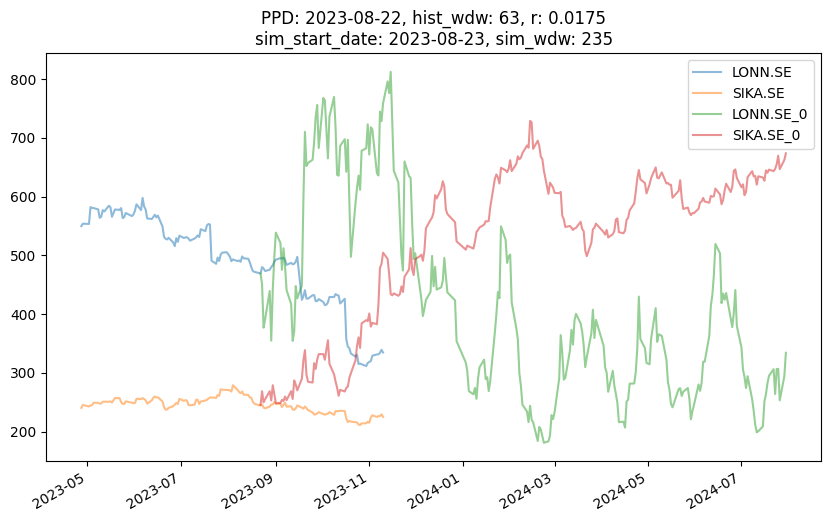 PPD: 2023-08-22, hist_wdw: 63, r: 0.0175
sim_start_date: 2023-08-23, sim_wdw: 235
LONN.SE
SIKA.SE
LONN.SE_0
SIKA.SE_0
800
700
600
500
400
300
200
2023-05
2023-07
2023-09
2023-11
2024-01
2024-03
2024-05
2024-07